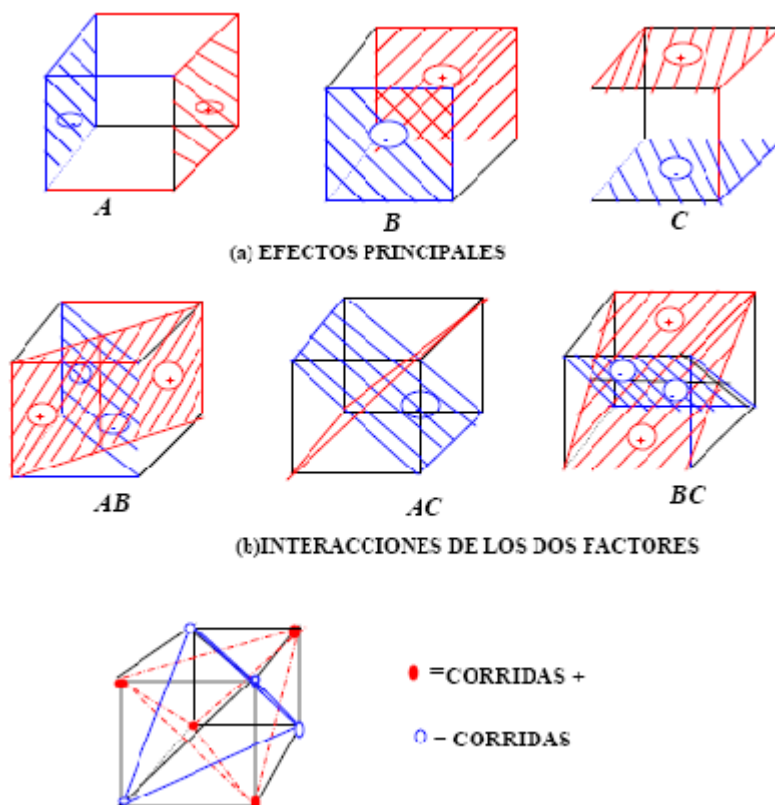 - + - + + -
A B C
(a) EFECTOS PRINCIPALES
+ - - + - + - - +
AB AC BC
(b)INTERACCIONES DE LOS DOS FACTORES
=CORRIDAS +
– CORRIDAS